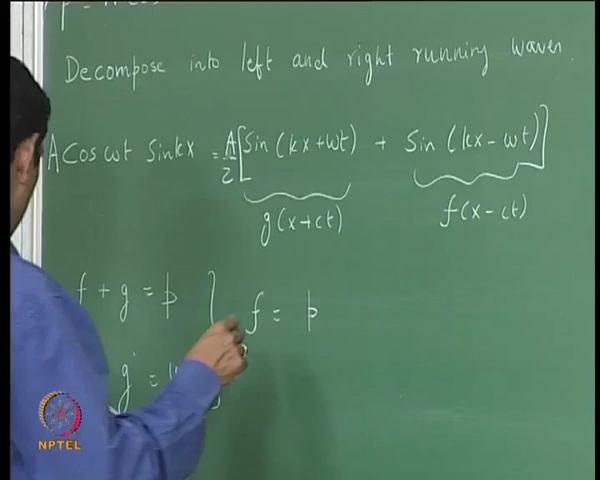 Decompose into left and right running waves.
A Cos ωt sin kx = A/2 [Sin (kx + ωt) + Sin (kx - ωt)]
g(x+ct) f(x-ct)
f + g = p } f = p
g =
NPTEL